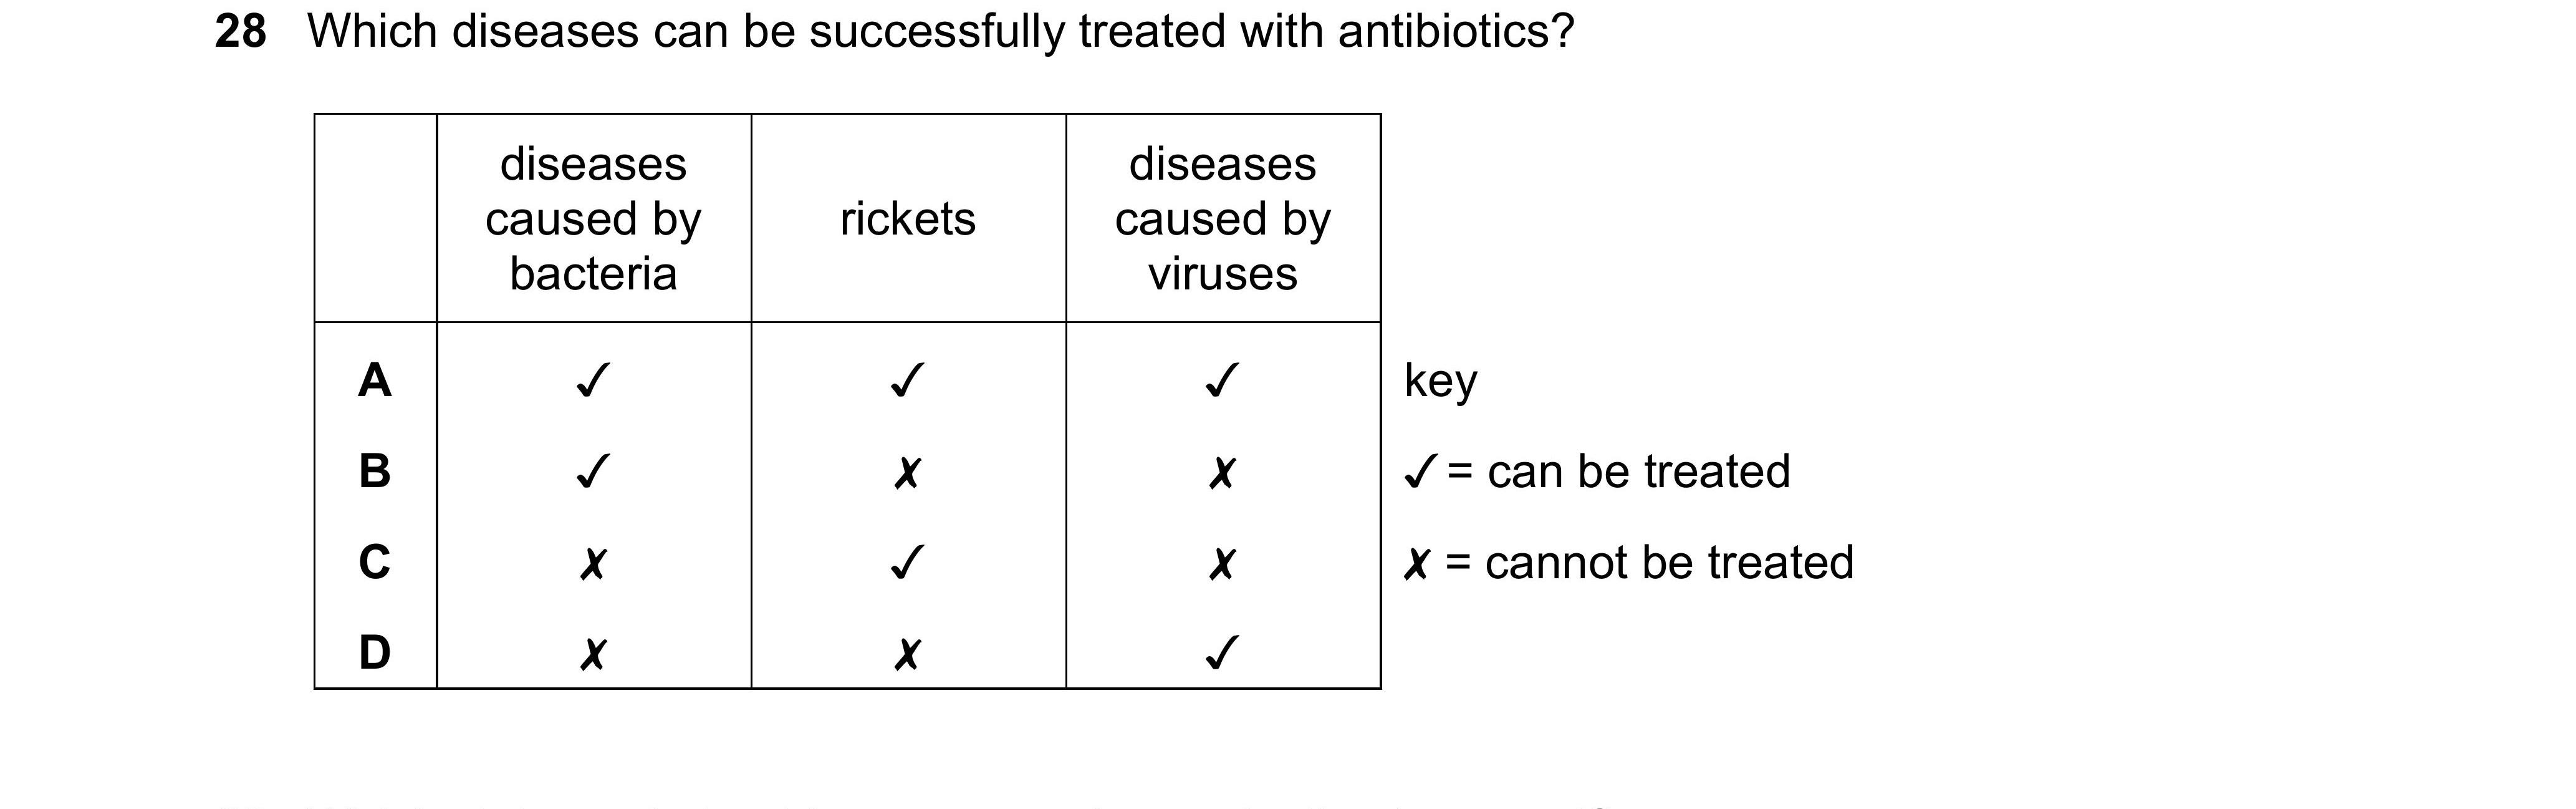 28 Which diseases can be successfully treated with antibiotics?
diseases caused by bacteria
rickets
diseases caused by viruses
A ✓ ✓ ✓ key
B ✓ ✗ ✗ ✓ = can be treated
C ✗ ✓ ✗ ✗ = cannot be treated
D ✗ ✗ ✓